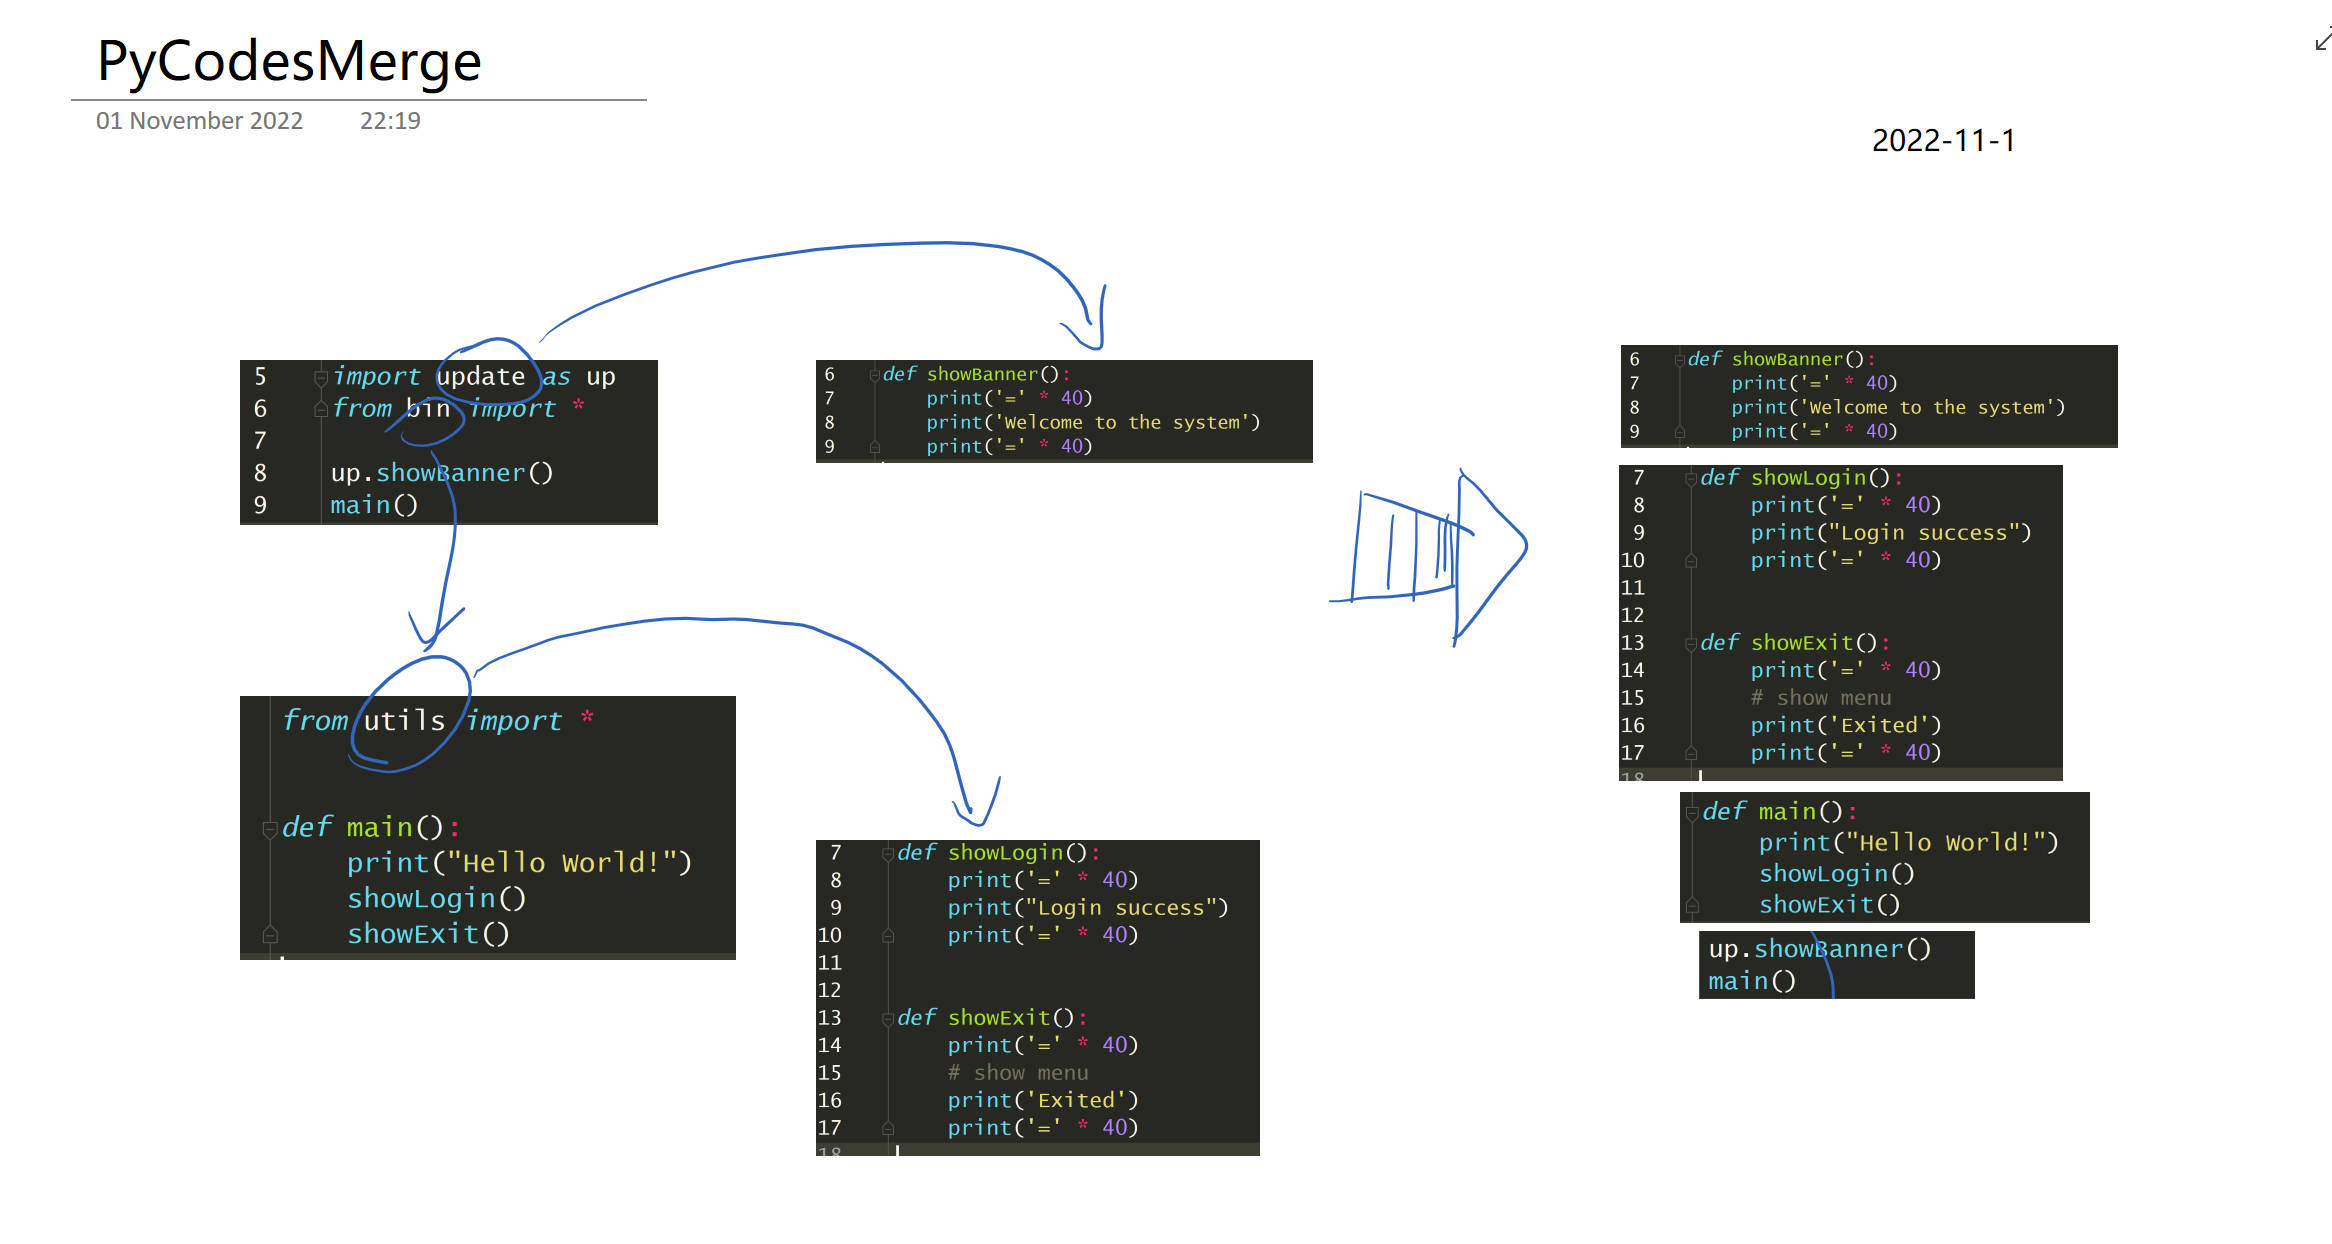 PyCodesMerge
01 November 2022 22:19
2022-11-1
5 import update as up
6 from bin import *
7
8 up.showBanner()
9 main()
6 def showBanner():
7 print('=' * 40)
8 print('Welcome to the system')
9 print('=' * 40)
from utils import *
def main():
print("Hello World!")
showLogin()
showExit()
7 def showLogin():
8 print('=' * 40)
9 print("Login success")
10 print('=' * 40)
11
12
13 def showExit():
14 print('=' * 40)
15 # show menu
16 print('Exited')
17 print('=' * 40)
18
6 def showBanner():
7 print('=' * 40)
8 print('Welcome to the system')
9 print('=' * 40)
7 def showLogin():
8 print('=' * 40)
9 print("Login success")
10 print('=' * 40)
11
12
13 def showExit():
14 print('=' * 40)
15 # show menu
16 print('Exited')
17 print('=' * 40)
18
def main():
print("Hello World!")
showLogin()
showExit()
up.showBanner()
main()